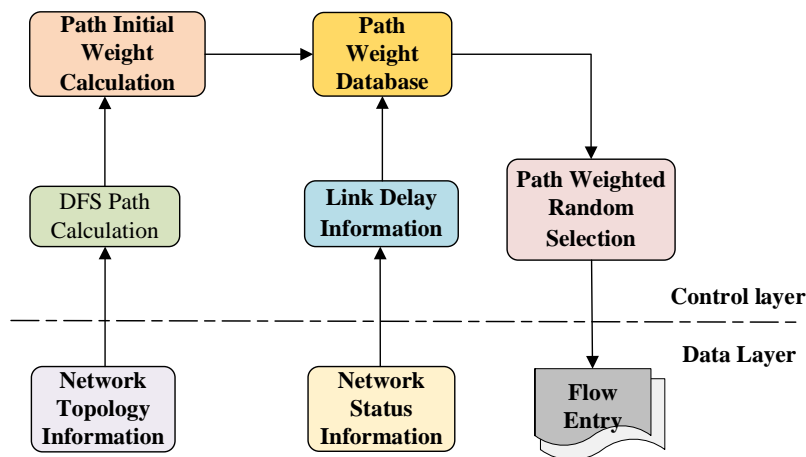 Path Initial
Weight
Calculation
Path
Weight
Database
DFS Path
Calculation
Link Delay
Information
Path Weighted
Random
Selection
Control layer
Data Layer
Network
Topology
Information
Network
Status
Information
Flow
Entry